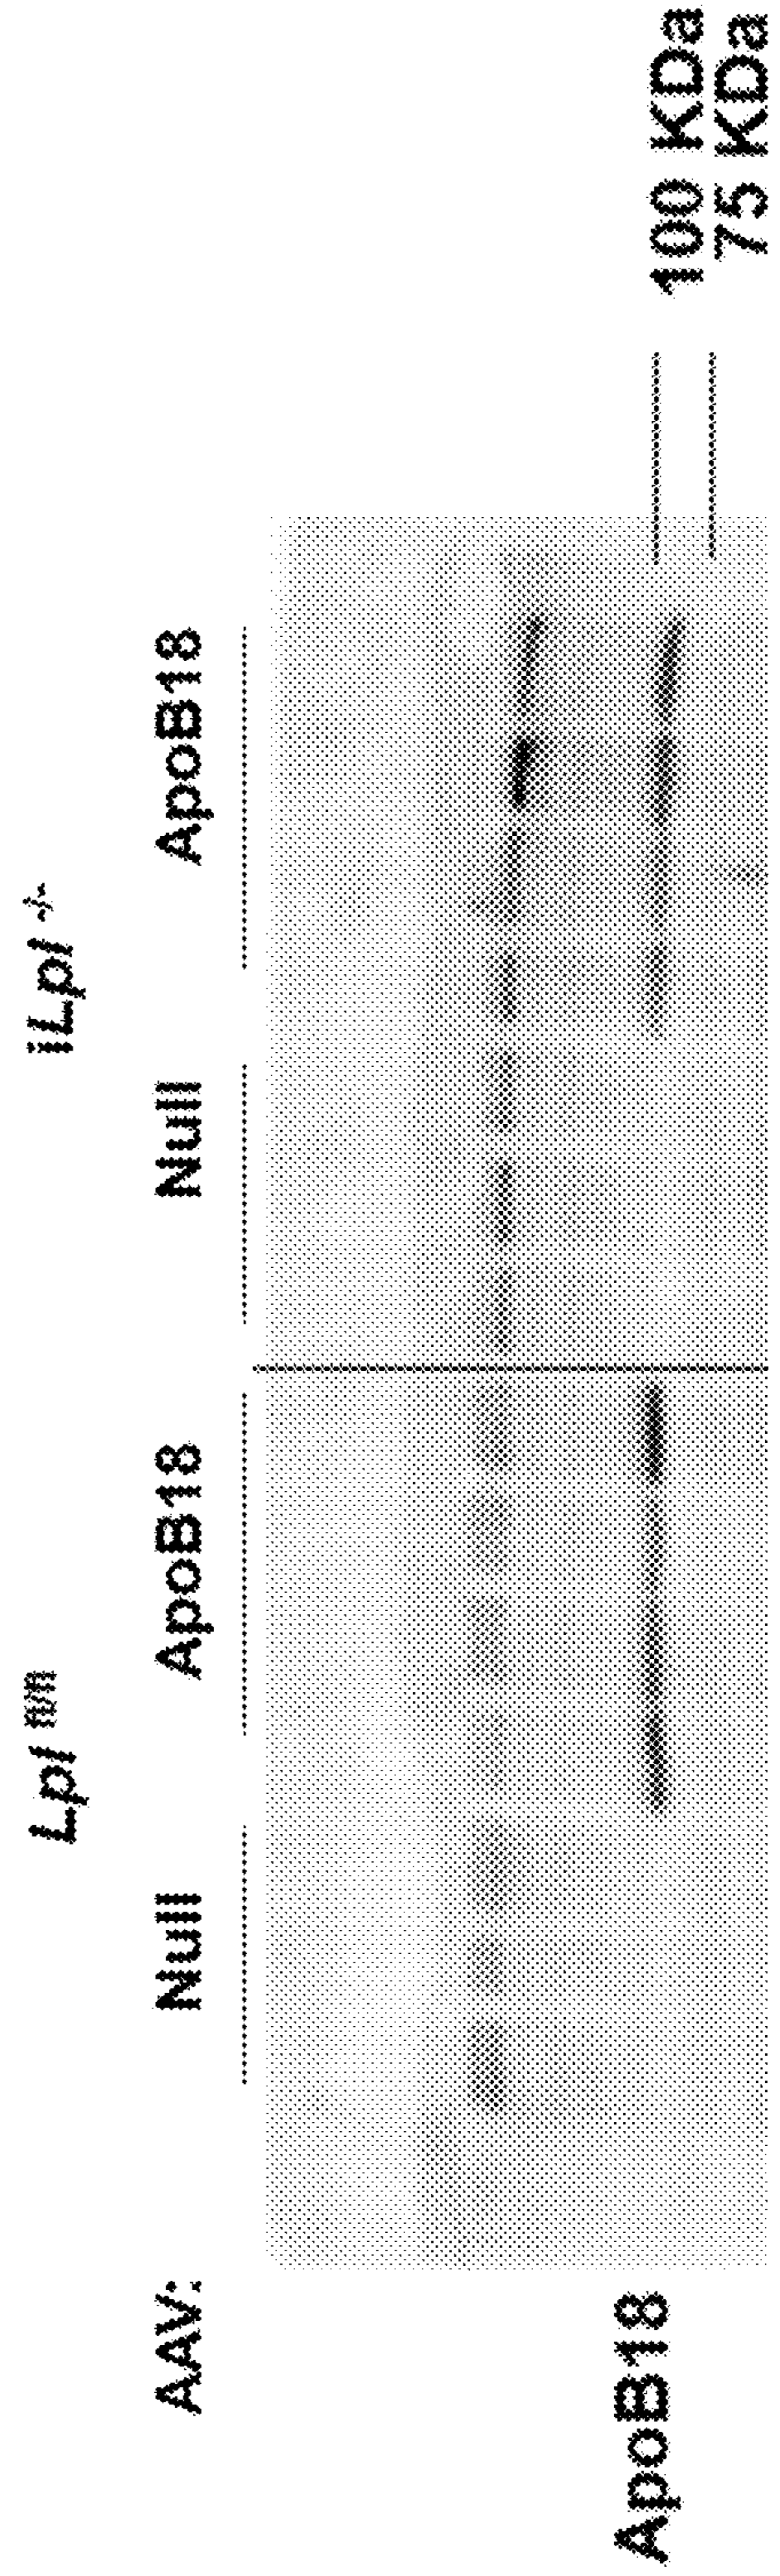 Lpl fl/fl iLpl -/-
AAV: Null ApoB18 Null ApoB18
ApoB18
100 KDa
75 KDa